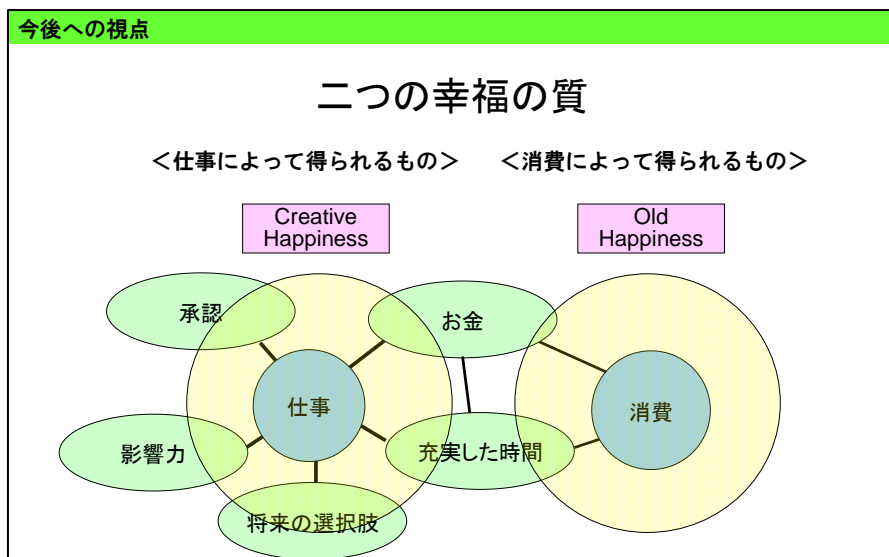 今後への視点
二つの幸福の質
＜仕事によって得られるもの＞
＜消費によって得られるもの＞
Creative
Happiness
Old
Happiness
承認
お金
仕事
消費
影響力
充実した時間
将来の選択肢